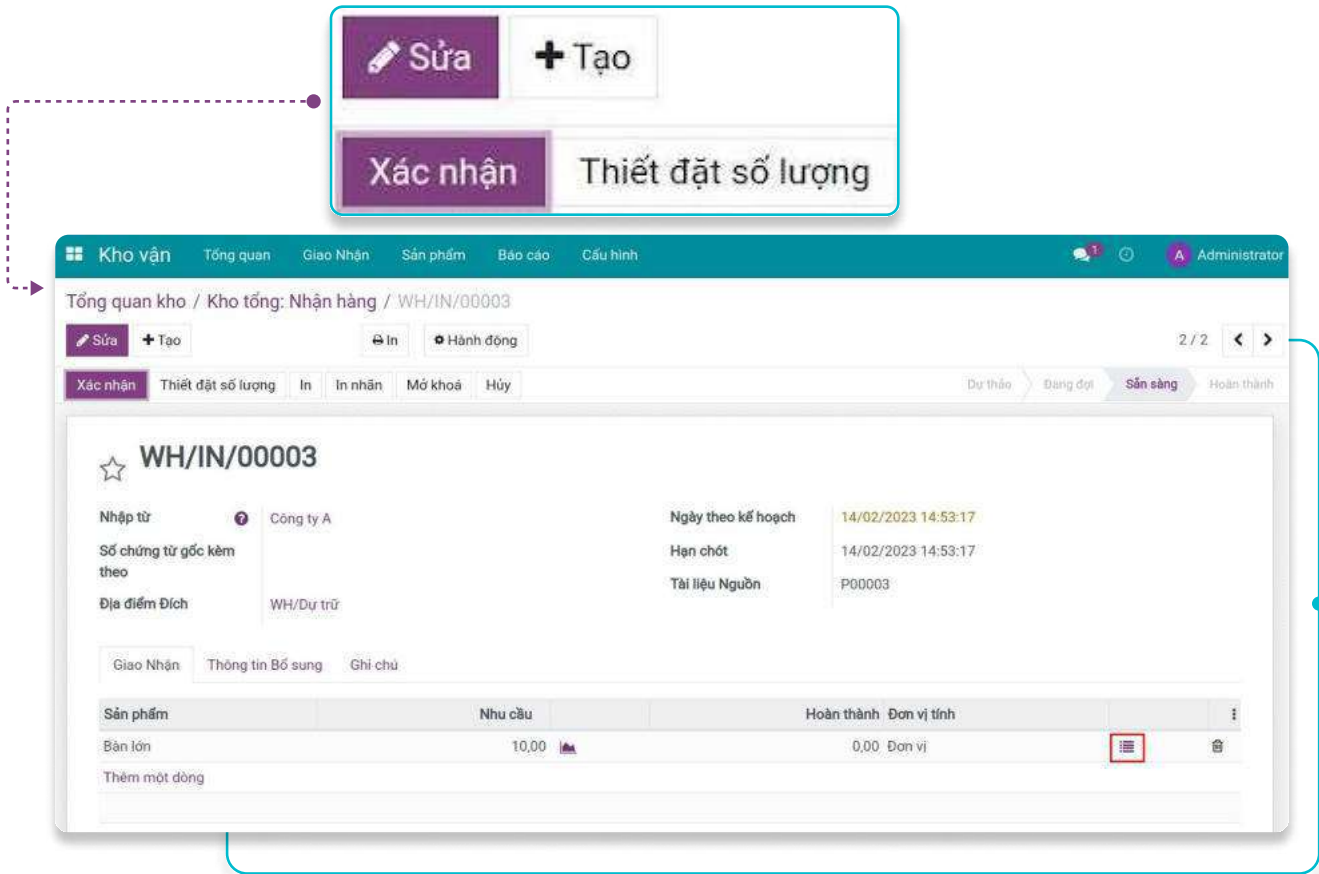 Sửa Tạo
Xác nhận Thiết đặt số lượng
Kho vận Tổng quan Giao Nhận Sản phẩm Báo cáo Cấu hình 1 A Administrator
Tổng quan kho / Kho tổng: Nhận hàng / WH/IN/00003
Sửa Tạo In Hành động 2 / 2
Xác nhận Thiết đặt số lượng In In nhãn Mở khoá Hủy Dự thảo Đang đợi Sẵn sàng Hoàn thành
WH/IN/00003
Nhập từ ? Công ty A Ngày theo kế hoạch 14/02/2023 14:53:17
Số chứng từ gốc kèm theo Hạn chót 14/02/2023 14:53:17
Tài liệu Nguồn P00003
Địa điểm Đích WH/Dự trữ
Giao Nhận Thông tin Bổ sung Ghi chú
Sản phẩm Nhu cầu Hoàn thành Đơn vị tính
Bàn lớn 10,00 0,00 Đơn vị
Thêm một dòng